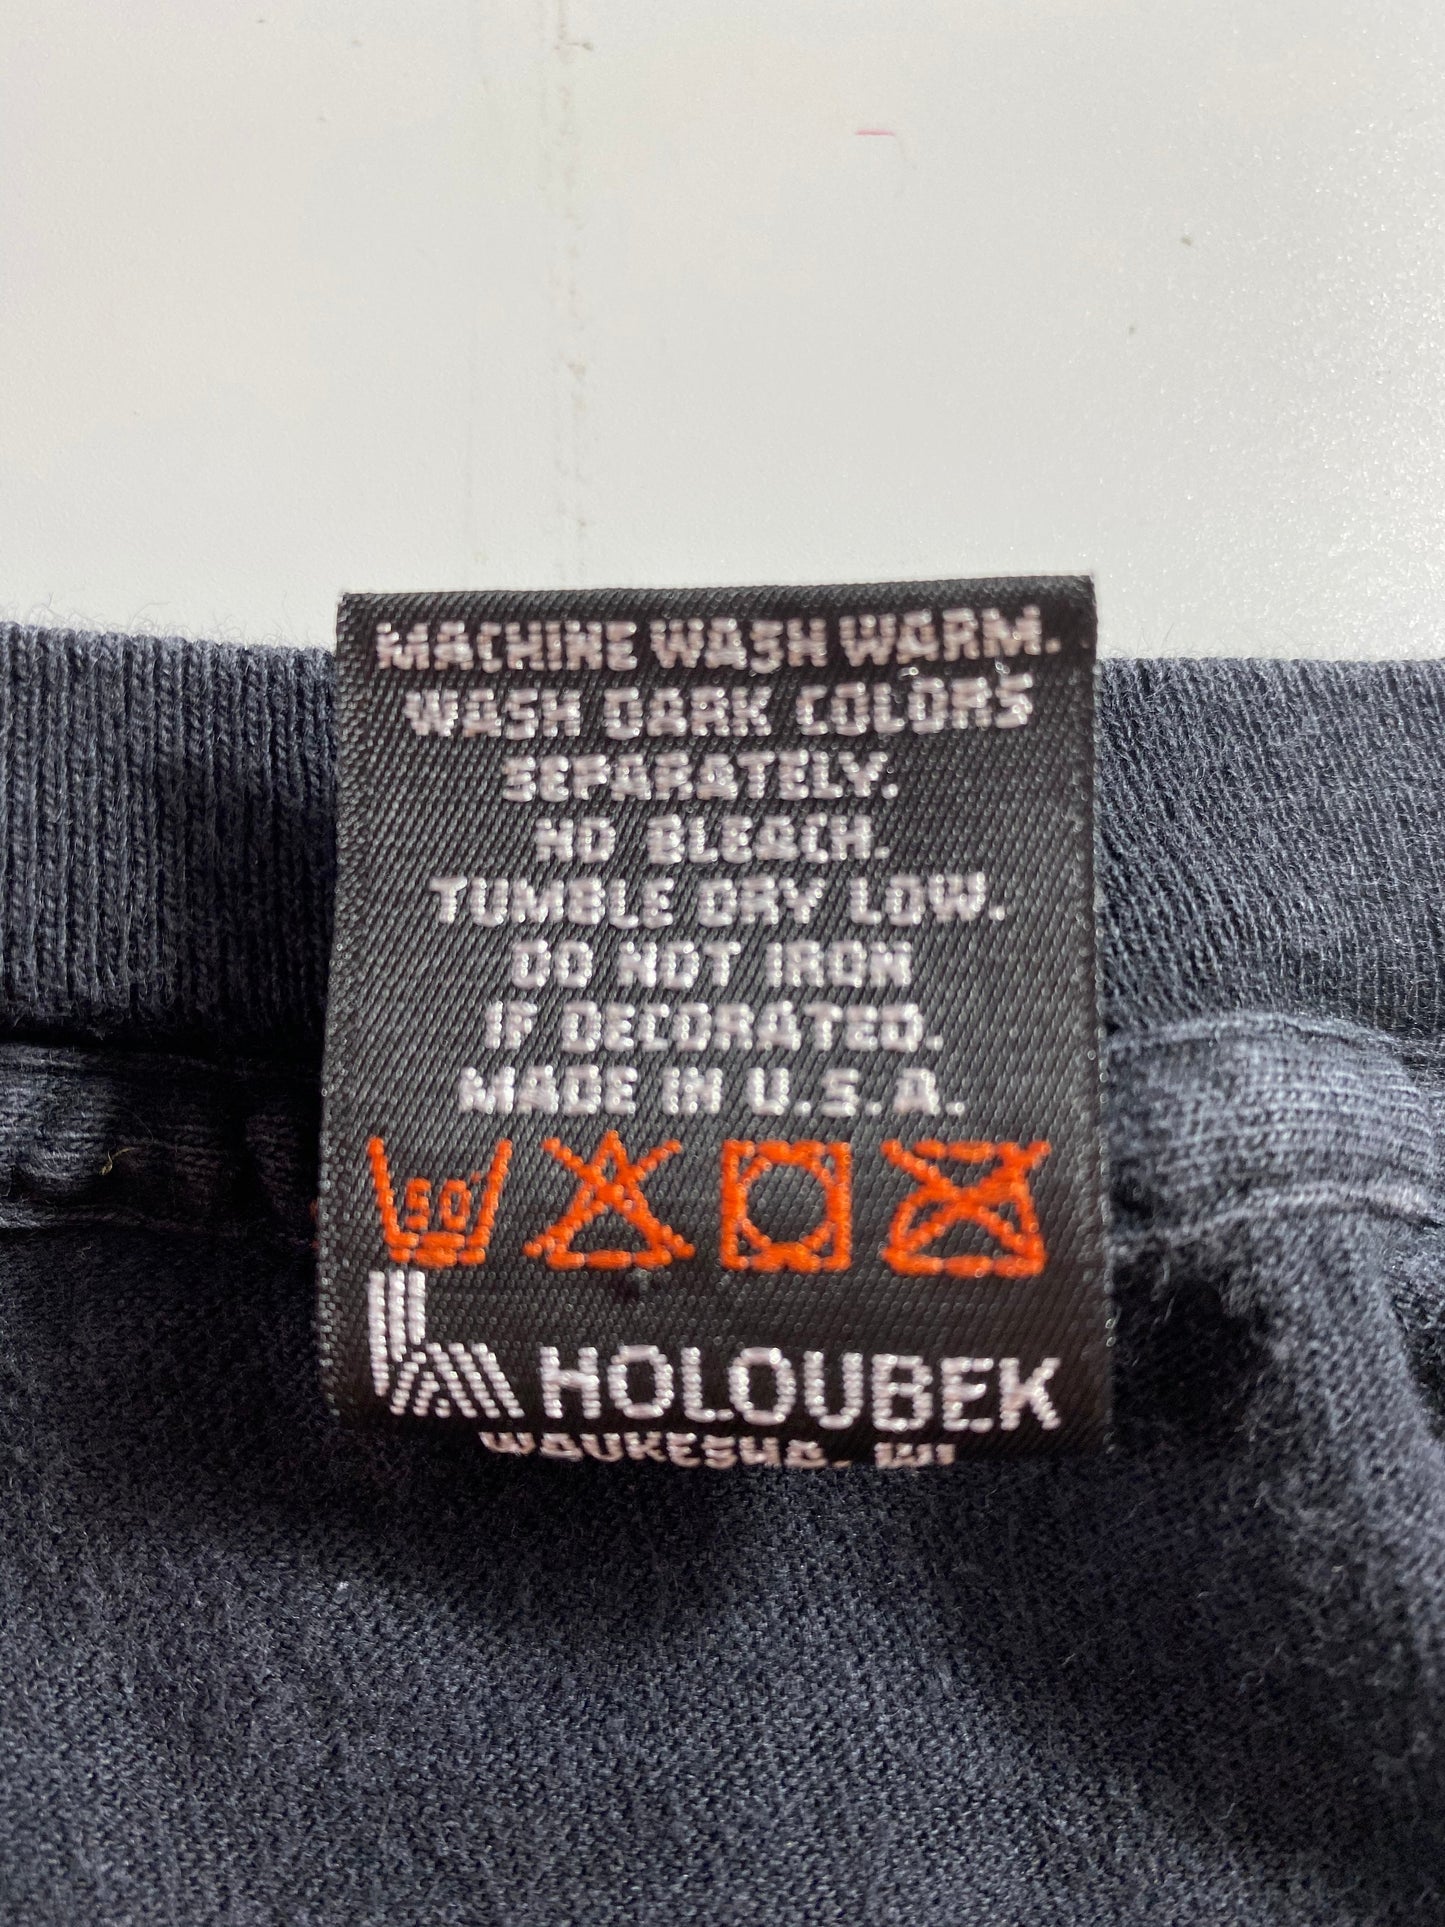 MACHINE WASH WARM.
WASH DARK COLORS
SEPARATELY.
NO BLEACH.
TUMBLE DRY LOW.
DO NOT IRON
IF DECORATED.
MADE IN U.S.A.
50
HOLOUBEK
WAUKESHA, WI